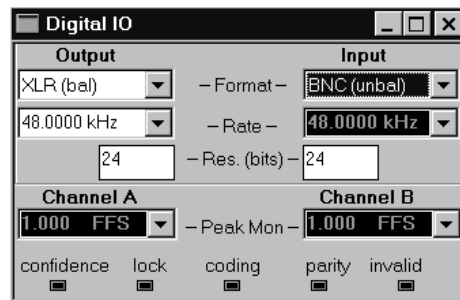 Digital IO
Output Input
XLR (bal) – Format – BNC (unbal)
48.0000 kHz – Rate – 48.0000 kHz
24 – Res. (bits) – 24
Channel A Channel B
1.000 FFS – Peak Mon – 1.000 FFS
confidence lock coding parity invalid